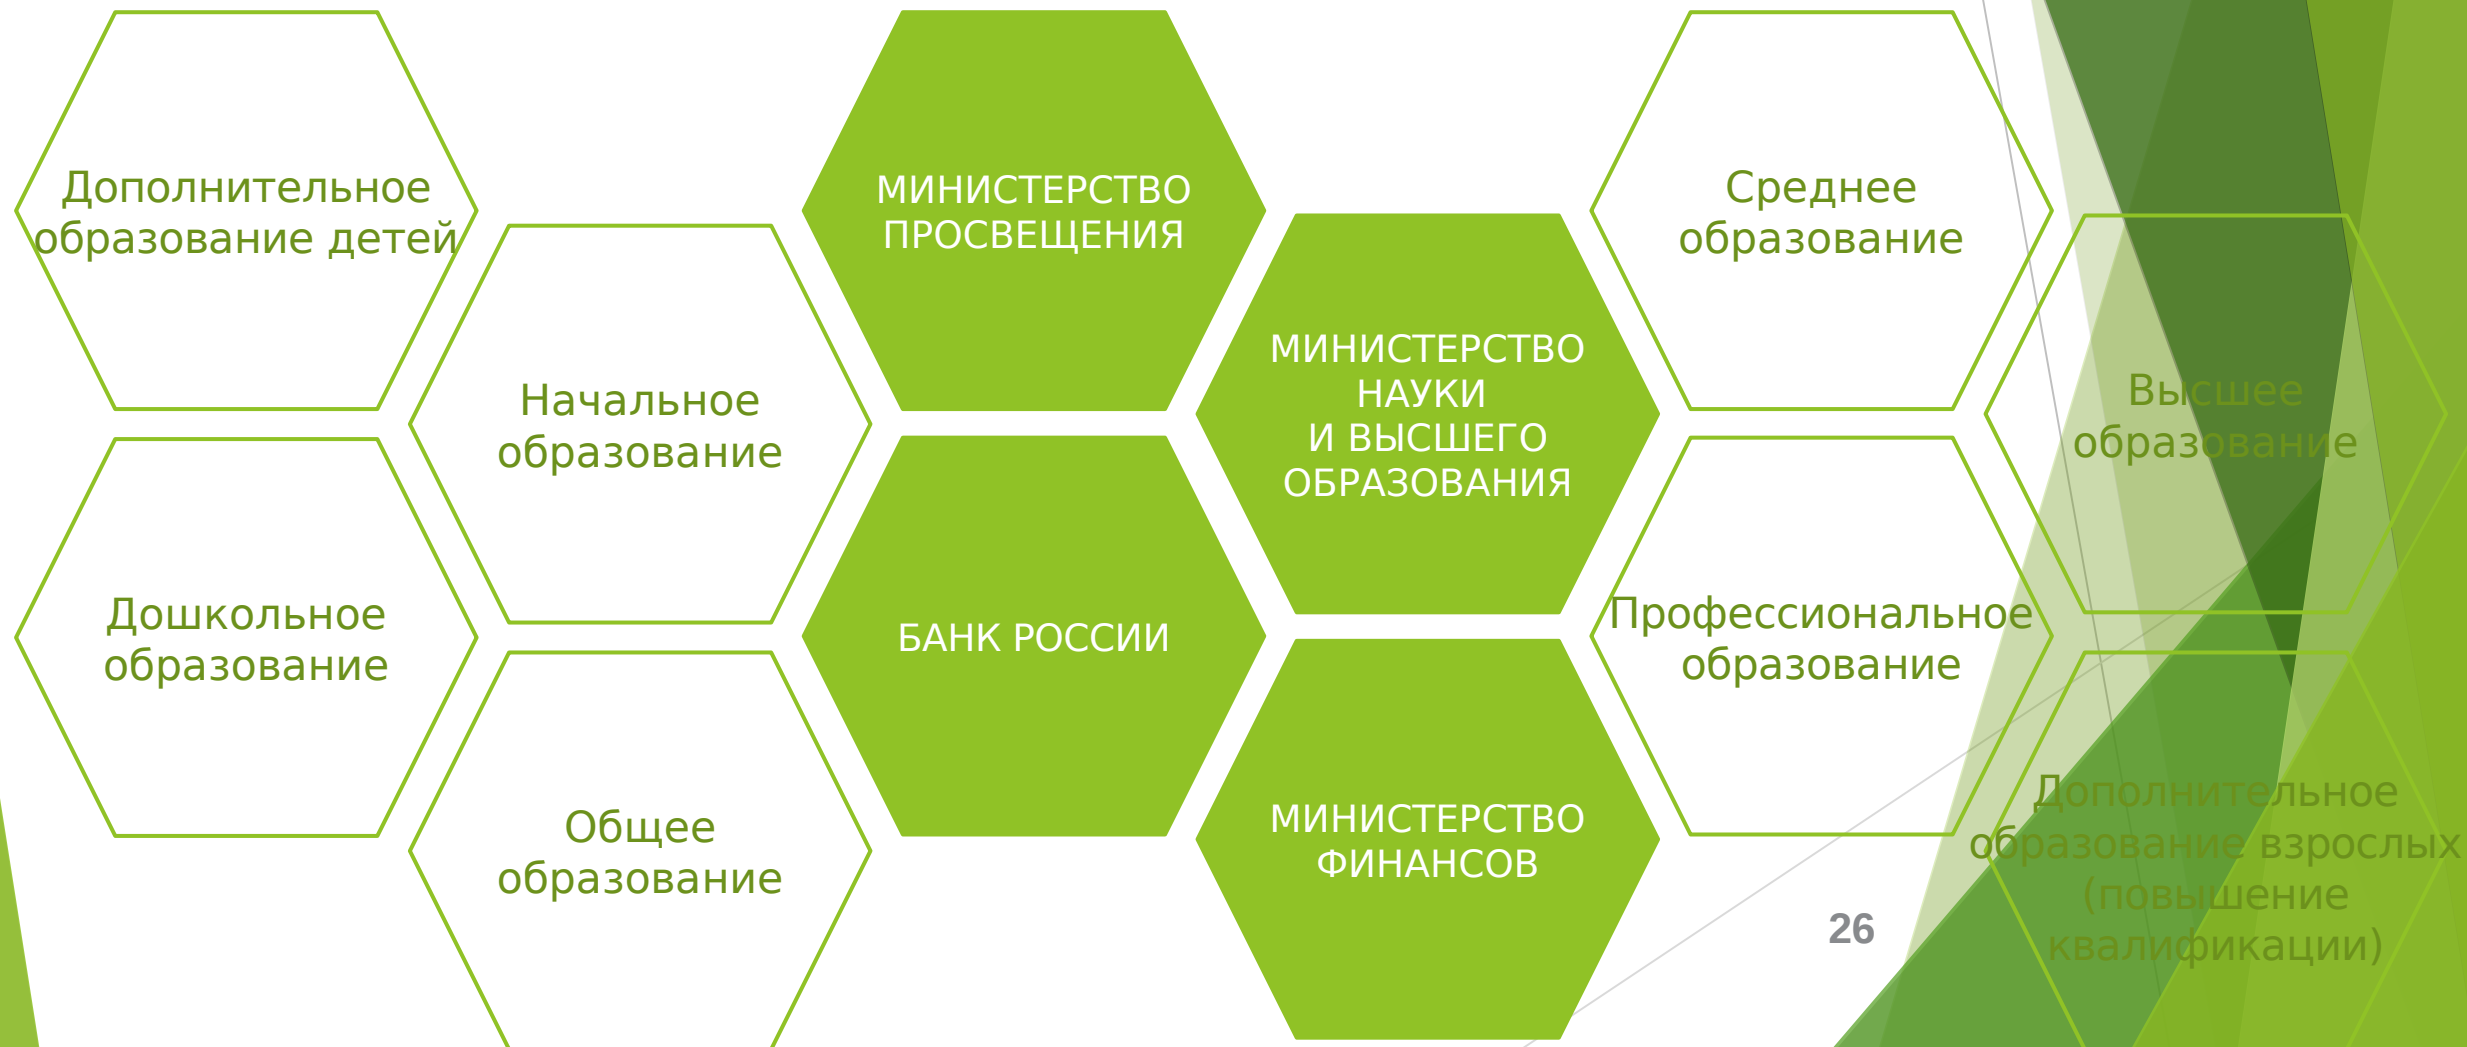 Дополнительное
образование детей
Дошкольное
образование
Начальное
образование
Общее
образование
МИНИСТЕРСТВО
ПРОСВЕЩЕНИЯ
БАНК РОССИИ
МИНИСТЕРСТВО
НАУКИ
И ВЫСШЕГО
ОБРАЗОВАНИЯ
МИНИСТЕРСТВО
ФИНАНСОВ
Среднее
образование
Профессиональное
образование
Высшее
образование
Дополнительное
образование взрослых
(повышение
квалификации)
26